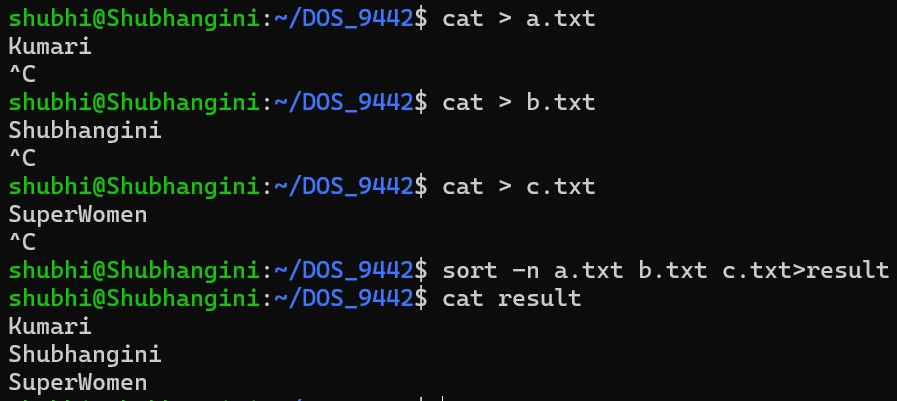 shubhi@Shubhangini:~/DOS_9442$ cat > a.txt
Kumari
^C
shubhi@Shubhangini:~/DOS_9442$ cat > b.txt
Shubhangini
^C
shubhi@Shubhangini:~/DOS_9442$ cat > c.txt
SuperWomen
^C
shubhi@Shubhangini:~/DOS_9442$ sort -n a.txt b.txt c.txt>result
shubhi@Shubhangini:~/DOS_9442$ cat result
Kumari
Shubhangini
SuperWomen